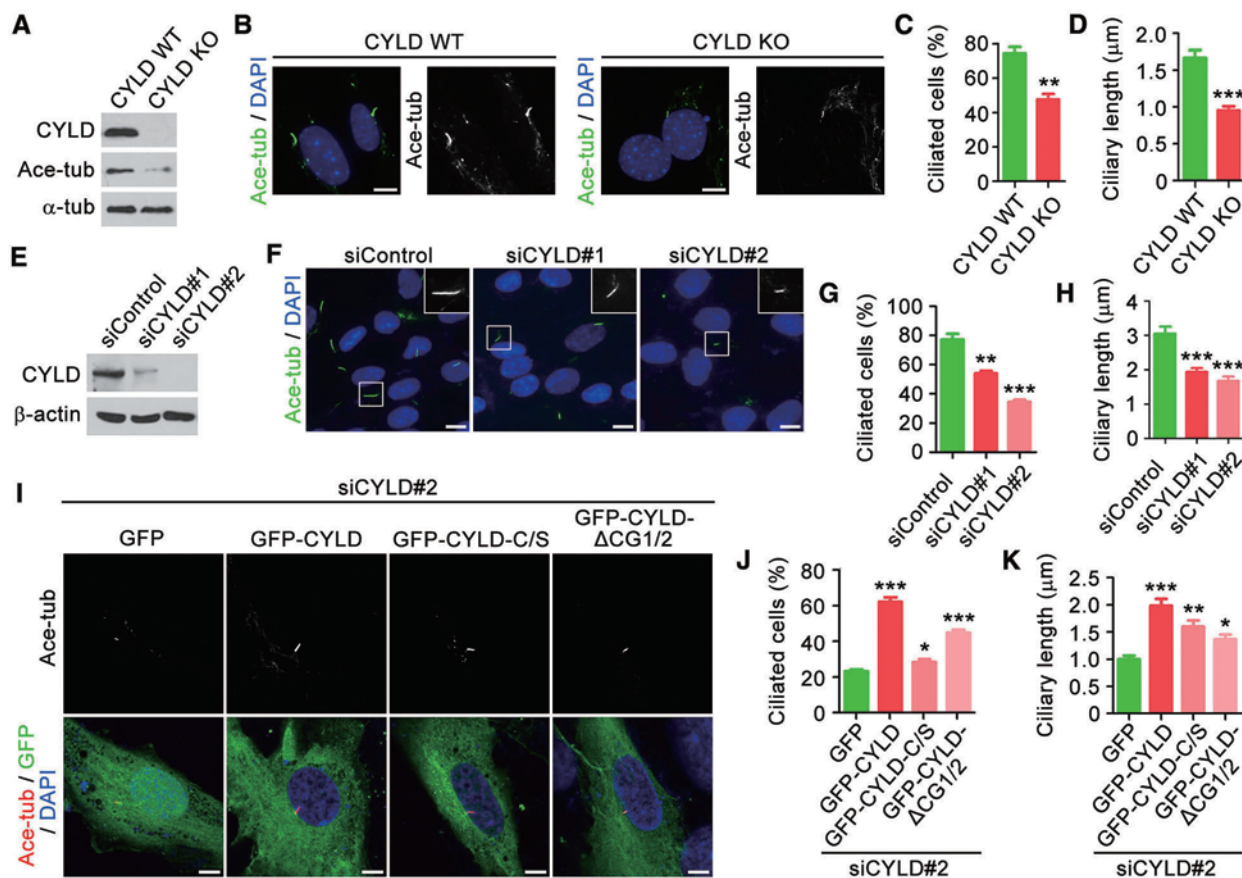 A
CYLD WT
CYLD KO
CYLD
Ace-tub
α-tub
B
CYLD WT
CYLD KO
Ace-tub / DAPI
Ace-tub
Ace-tub / DAPI
Ace-tub
C
Ciliated cells (%)
80
60
40
20
0
**
CYLD WT
CYLD KO
D
Ciliary length (μm)
2.0
1.5
1.0
0.5
0
***
CYLD WT
CYLD KO
E
siControl
siCYLD#1
siCYLD#2
CYLD
β-actin
F
siControl
siCYLD#1
siCYLD#2
Ace-tub / DAPI
G
Ciliated cells (%)
100
80
60
40
20
0
**
***
siControl
siCYLD#1
siCYLD#2
H
Ciliary length (μm)
4
3
2
1
0
***
***
siControl
siCYLD#1
siCYLD#2
I
siCYLD#2
GFP
GFP-CYLD
GFP-CYLD-C/S
GFP-CYLD-
ΔCG1/2
Ace-tub
Ace-tub / GFP
/ DAPI
J
Ciliated cells (%)
80
60
40
20
0
***
*
***
GFP
GFP-CYLD
GFP-CYLD-C/S
GFP-CYLD-
ΔCG1/2
siCYLD#2
K
Ciliary length (μm)
2.5
2.0
1.5
1.0
0.5
0
***
**
*
GFP
GFP-CYLD
GFP-CYLD-C/S
GFP-CYLD-
ΔCG1/2
siCYLD#2